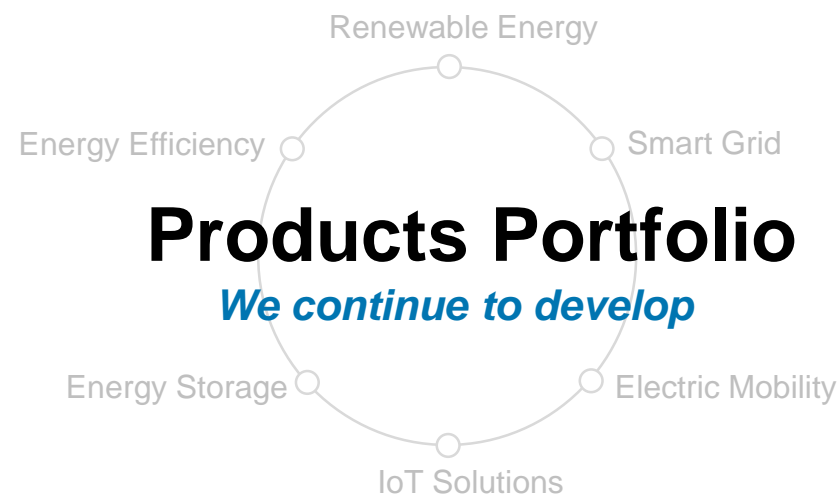 Renewable Energy
Energy Efficiency
Smart Grid
Products Portfolio
We continue to develop
Energy Storage
Electric Mobility
IoT Solutions